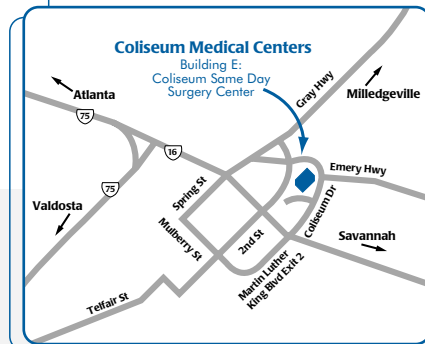 Coliseum Medical Centers
Building E:
Coliseum Same Day
Surgery Center
Atlanta
Gray Hwy
Milledgeville
75
16
Emery Hwy
75
Spring St
Coliseum Dr
Valdosta
Mulberry St
2nd St
Savannah
Martin Luther
King Blvd Exit 2
Telfair St